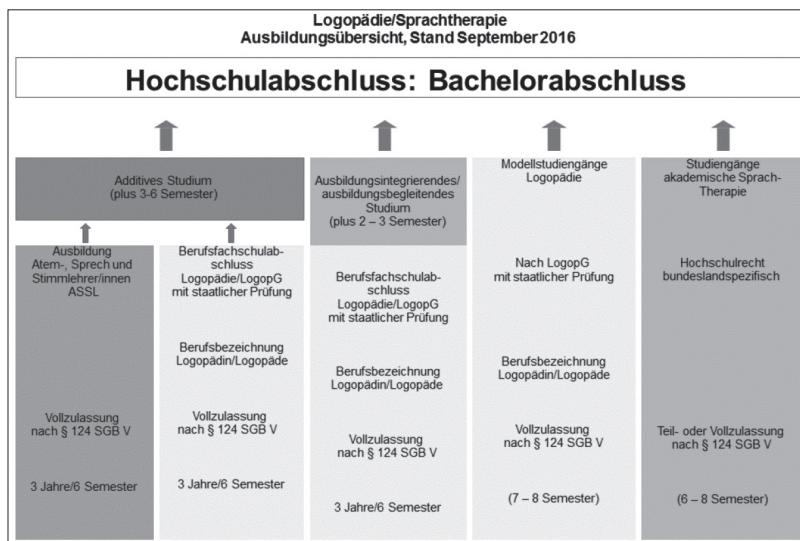 Logopädie/Sprachtherapie
Ausbildungsübersicht, Stand September 2016
Hochschulabschluss: Bachelorabschluss
Additives Studium
(plus 3-6 Semester)
Ausbildung
Atem-, Sprech und
Stimmlehrer/innen
ASSL
Vollzulassung
nach § 124 SGB V
3 Jahre/6 Semester
Berufsfachschulab-
schluss
Logopädie/LogopG
mit staatlicher Prüfung
Berufsbezeichnung
Logopädin/Logopäde
Vollzulassung
nach § 124 SGB V
3 Jahre/6 Semester
Ausbildungsintegrierendes/
ausbildungsbegleitendes
Studium
(plus 2 – 3 Semester)
Berufsfachschulab-
schluss
Logopädie/LogopG
mit staatlicher Prüfung
Berufsbezeichnung
Logopädin/Logopäde
Vollzulassung
nach § 124 SGB V
3 Jahre/6 Semester
Modellstudiengänge
Logopädie
Nach LogopG
mit staatlicher Prüfung
Berufsbezeichnung
Logopädin/Logopäde
Vollzulassung
nach § 124 SGB V
(7 – 8 Semester)
Studiengänge
akademische Sprach-
Therapie
Hochschulrecht
bundeslandspezifisch
Teil- oder Vollzulassung
nach § 124 SGB V
(6 – 8 Semester)